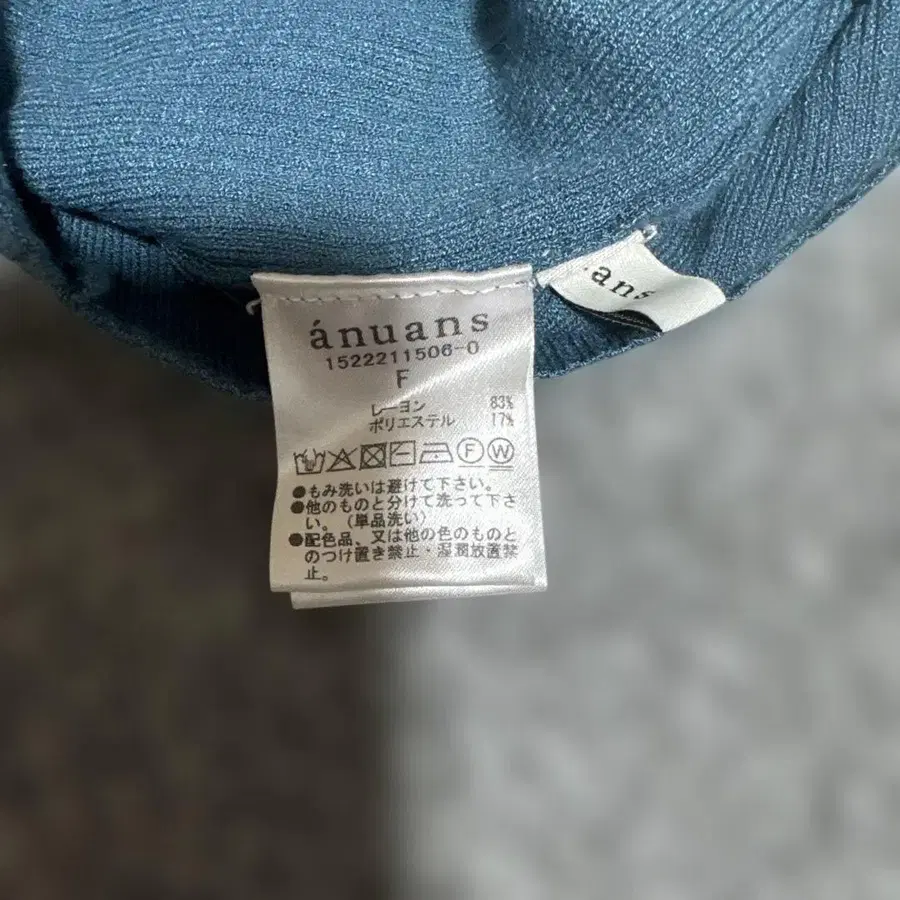 ánuans
1522211506-0
F
レーヨン 83%
ポリエステル 17%
F W
●もみ洗いは避けて下さい。
●他のものと分けて洗って下さ
い。(単品洗い)
●配色品、又は他の色のものと
のつけ置き禁止・湿潤放置禁
止。
.ans